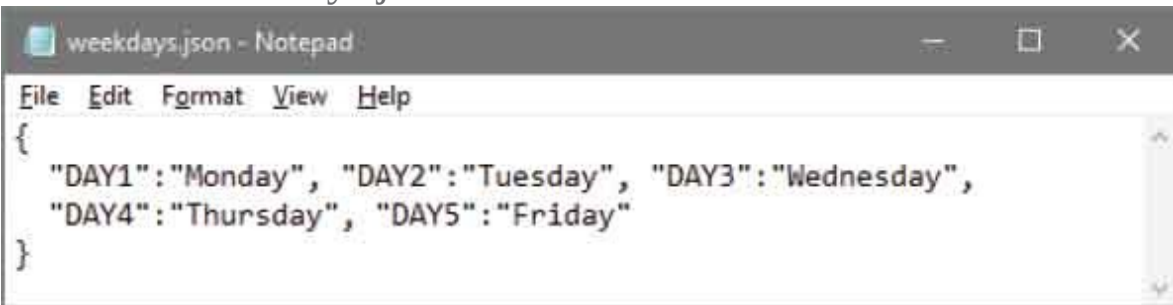 weekdays.json - Notepad
File Edit Format View Help
{
"DAY1":"Monday", "DAY2":"Tuesday", "DAY3":"Wednesday",
"DAY4":"Thursday", "DAY5":"Friday"
}